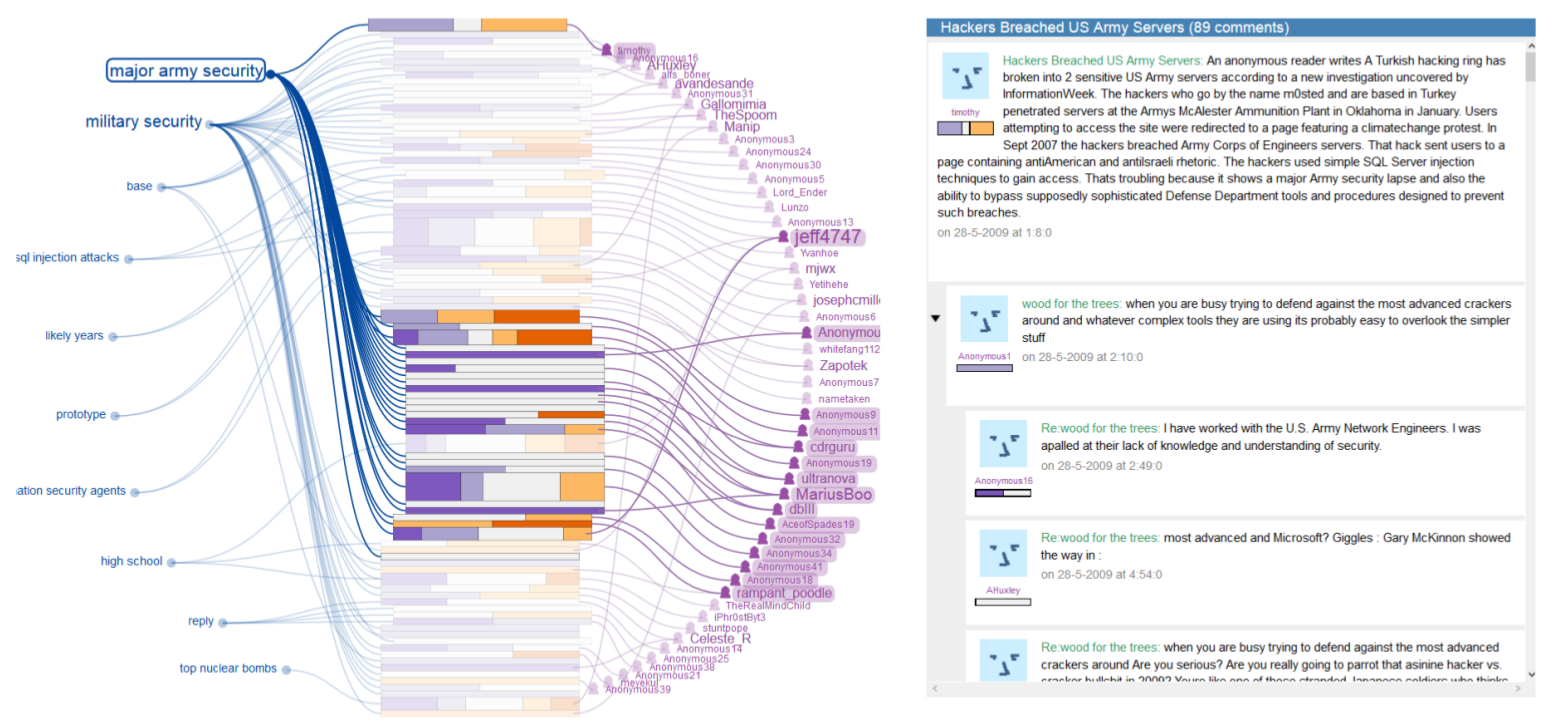 major army security
military security
base
sql injection attacks
likely years
prototype
ation security agents
high school
reply
top nuclear bombs
timothy
Anonymous16
AHuxley
alfs_boner
avandesande
Anonymous31
Gallomimia
TheSpoom
Manip
Anonymous3
Anonymous24
Anonymous30
Anonymous5
Lord_Ender
Lunzo
Anonymous13
jeff4747
Yvanhoe
mjwx
Yetihehe
josephcmille
Anonymous6
Anonymou
whitefang112
Zapotek
Anonymous7
nametaken
Anonymous9
Anonymous11
cdrguru
Anonymous19
ultranova
MariusBoo
dbIII
AceofSpades19
Anonymous32
Anonymous34
Anonymous41
Anonymous18
rampant_poodle
TheRealMindChild
iPhr0stByt3
stuntpope
Celeste_R
Anonymous14
Anonymous25
Anonymous38
Anonymous21
meyekul
Anonymous39
Hackers Breached US Army Servers (89 comments)
Hackers Breached US Army Servers: An anonymous reader writes A Turkish hacking ring has
broken into 2 sensitive US Army servers according to a new investigation uncovered by
InformationWeek. The hackers who go by the name m0sted and are based in Turkey
timothy
penetrated servers at the Armys McAlester Ammunition Plant in Oklahoma in January. Users
attempting to access the site were redirected to a page featuring a climatechange protest. In
Sept 2007 the hackers breached Army Corps of Engineers servers. That hack sent users to a
page containing antiAmerican and antiIsraeli rhetoric. The hackers used simple SQL Server injection
techniques to gain access. Thats troubling because it shows a major Army security lapse and also the
ability to bypass supposedly sophisticated Defense Department tools and procedures designed to prevent
such breaches.
on 28-5-2009 at 1:8:0
wood for the trees: when you are busy trying to defend against the most advanced crackers
around and whatever complex tools they are using its probably easy to overlook the simpler
stuff
Anonymous1
on 28-5-2009 at 2:10:0
Re:wood for the trees: I have worked with the U.S. Army Network Engineers. I was
apalled at their lack of knowledge and understanding of security.
on 28-5-2009 at 2:49:0
Anonymous16
Re:wood for the trees: most advanced and Microsoft? Giggles : Gary McKinnon showed
the way in :
on 28-5-2009 at 4:54:0
AHuxley
Re:wood for the trees: when you are busy trying to defend against the most advanced
crackers around Are you serious? Are you really going to parrot that asinine hacker vs.
cracker bullshit in 2009? Youre like one of those stranded Japanese soldiers who thinks